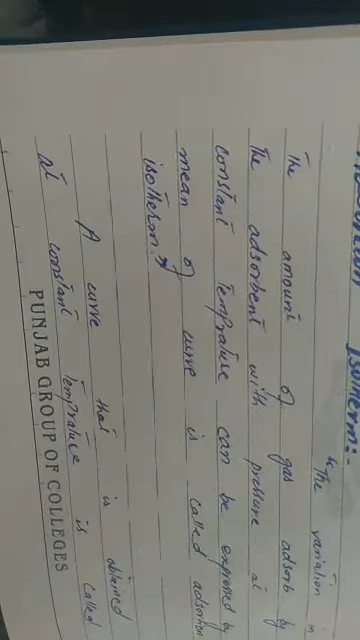 Isotherm:-
"The variation in
The amount of gas adsorb by
The adsorbent with pressure at
constant temprature can be expressed by
mean of curve is called adsorbtion
isotherm."
A curve that is obtained
at constant temprature is called
PUNJAB GROUP OF COLLEGES